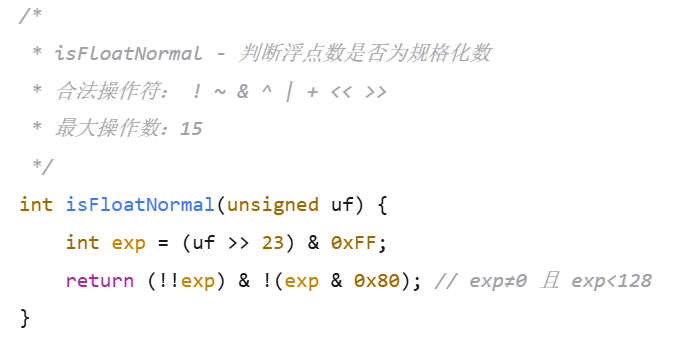 /*
 * isFloatNormal - 判断浮点数是否为规格化数
 * 合法操作符： ! ~ & ^ | + << >>
 * 最大操作数：15
 */
int isFloatNormal(unsigned uf) {
    int exp = (uf >> 23) & 0xFF;
    return (!!exp) & !(exp & 0x80); // exp≠0 且 exp<128
}